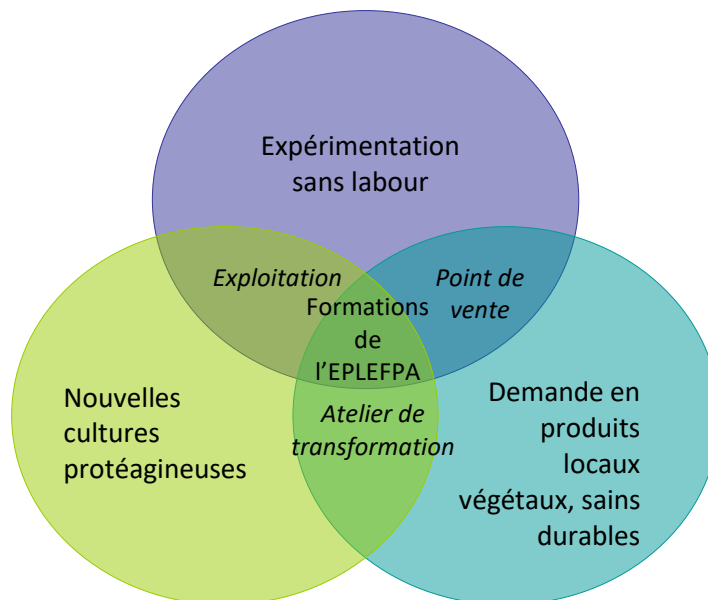 Expérimentation
sans labour
Exploitation
Point de
vente
Formations
de
l'EPLEFPA
Nouvelles
cultures
protéagineuses
Atelier de
transformation
Demande en
produits
locaux
végétaux, sains
durables